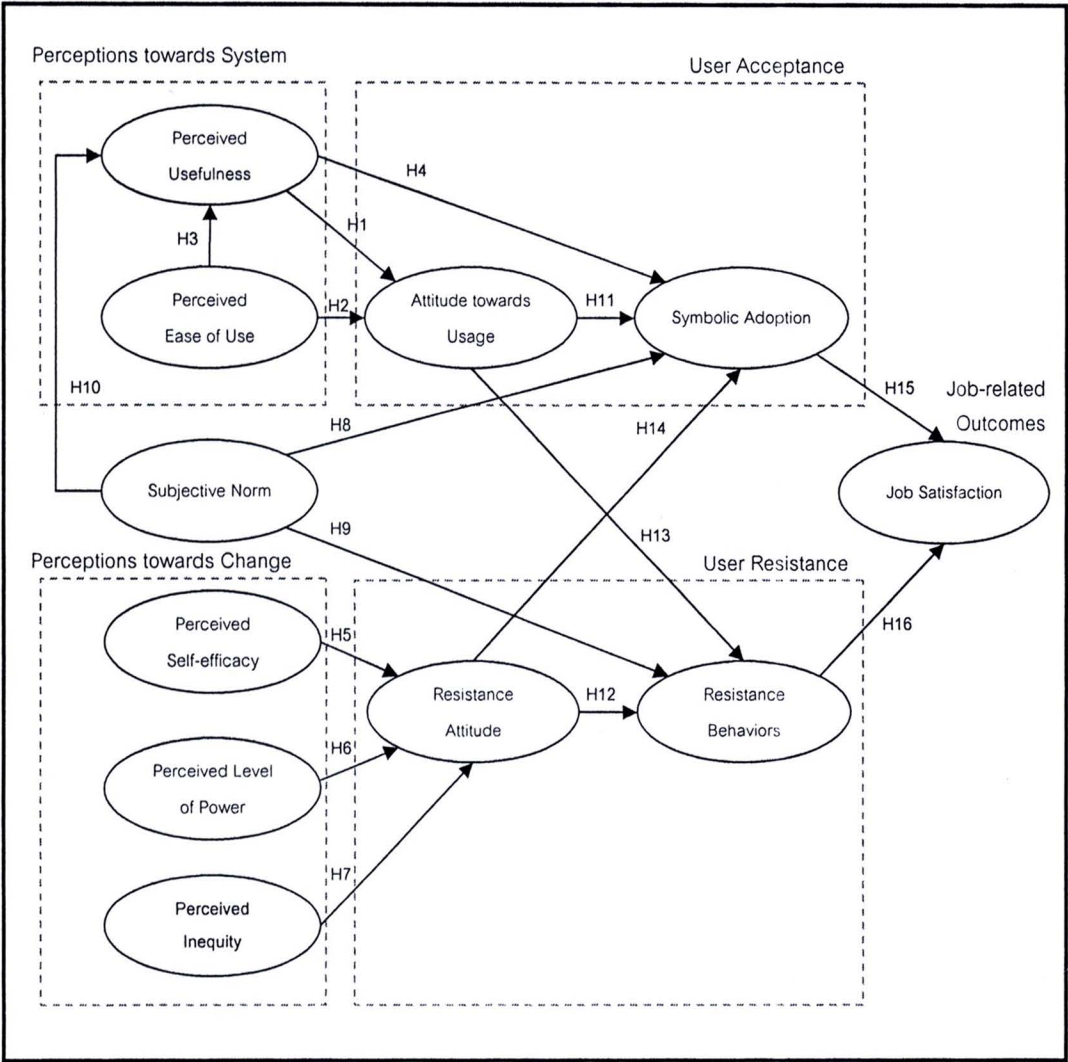 Perceptions towards System
User Acceptance
Perceived
Usefulness
H4
H1
H3
Perceived
Ease of Use
H2
Attitude towards
Usage
H11
Symbolic Adoption
H10
H15
Job-related
Outcomes
H8
H14
Subjective Norm
Job Satisfaction
H9
H13
Perceptions towards Change
User Resistance
Perceived
Self-efficacy
H5
H16
Resistance
Attitude
H12
Resistance
Behaviors
H6
Perceived Level
of Power
H7
Perceived
Inequity